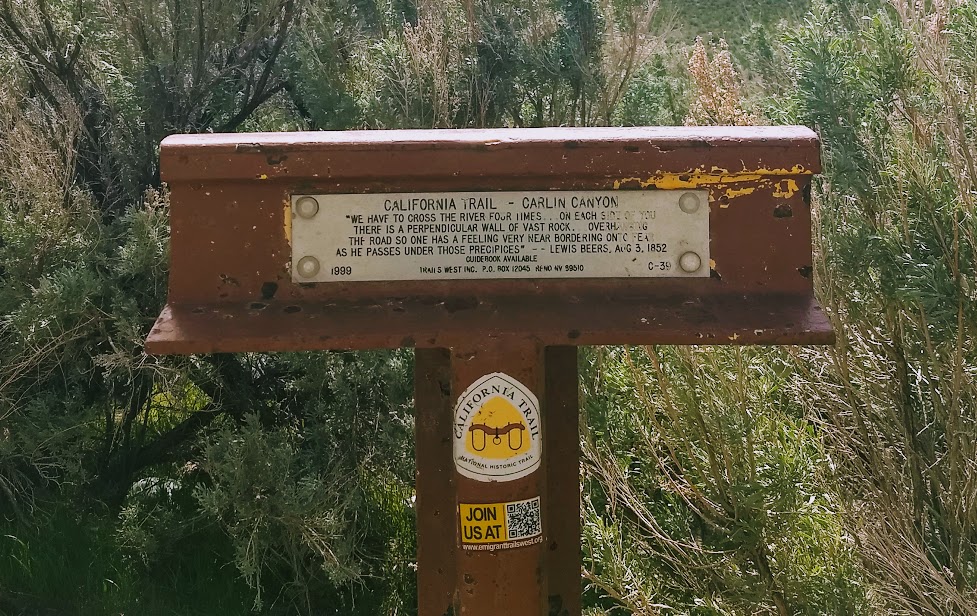 CALIFORNIA TRAIL - CARLIN CANYON
"WE HAVE TO CROSS THE RIVER FOUR TIMES. . . ON EACH SIDE OF YOU
THERE IS A PERPENDICULAR WALL OF VAST ROCK. OVERHANGING
THE ROAD SO ONE HAS A FEELING VERY NEAR BORDERING ONTO FEAR
AS HE PASSES UNDER THOSE PRECIPICES" -- LEWIS BEERS, AUG 3, 1852
GUIDEBOOK AVAILABLE
1999 TRAILS WEST INC. P.O. BOX 12045 RENO NV 89510 C-39
CALIFORNIA TRAIL
NATIONAL HISTORIC TRAIL
JOIN
US AT
www.emigranttrailswest.org